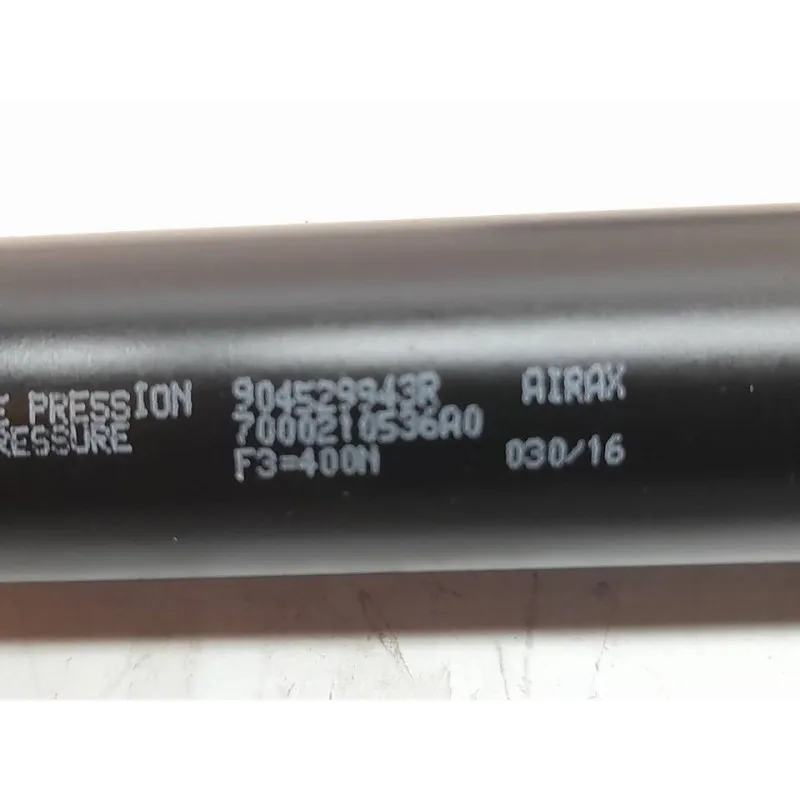 PRESSION 904529943R AIRAX
RESSURE 7000210536A0
F3=400N 030/16